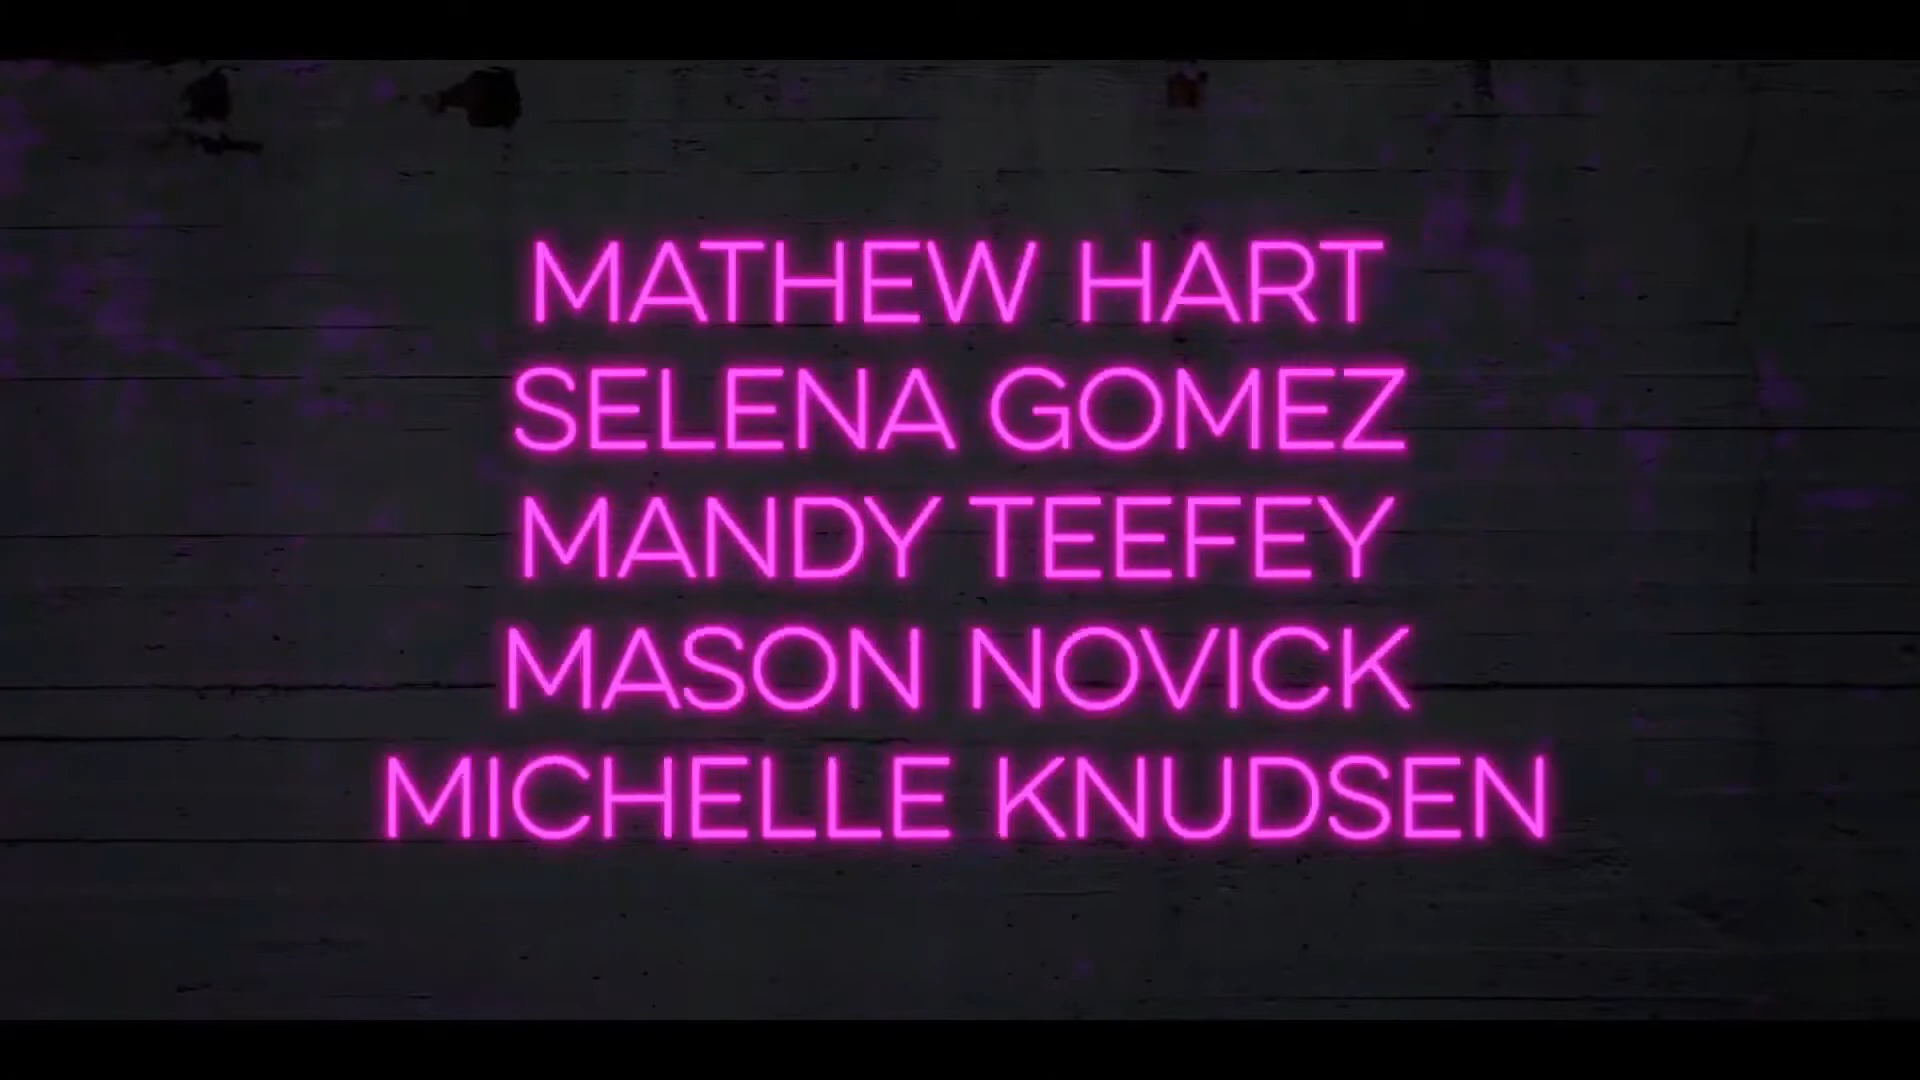 MATHEW HART
SELENA GOMEZ
MANDY TEEFEY
MASON NOVICK
MICHELLE KNUDSEN